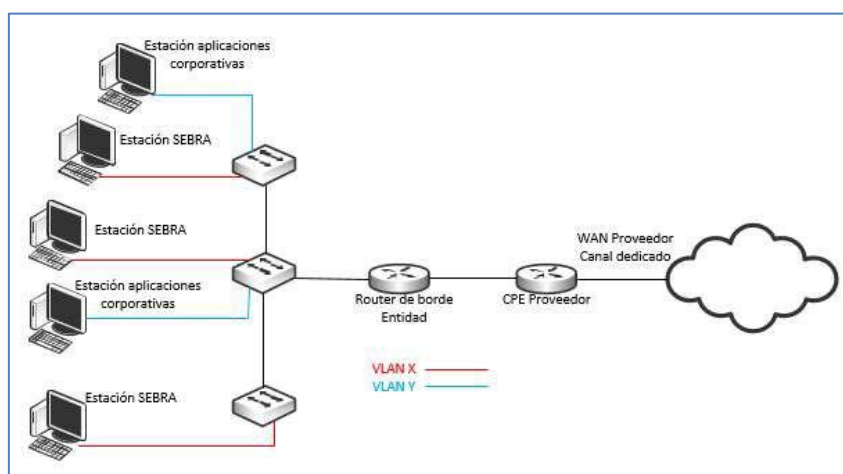 Estación aplicaciones
corporativas
Estación SEBRA
Estación SEBRA
Estación aplicaciones
corporativas
Estación SEBRA
Router de borde
Entidad
CPE Proveedor
WAN Proveedor
Canal dedicado
VLAN X
VLAN Y